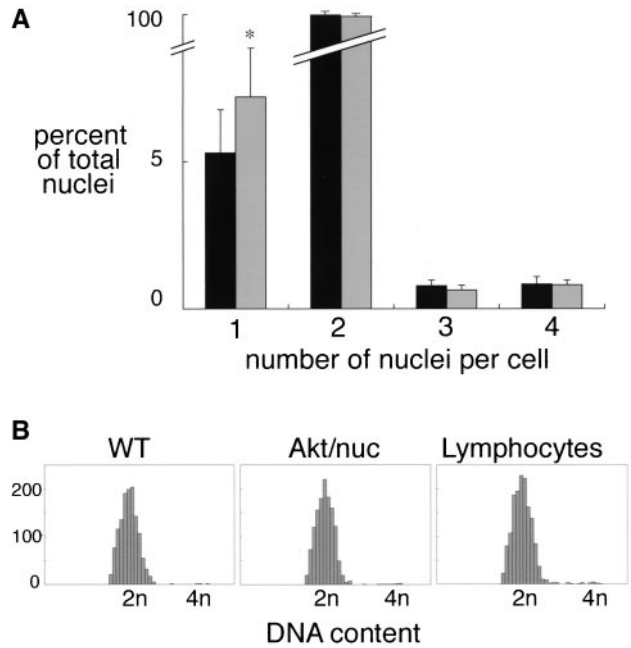 A
100
*
percent
of total
nuclei
5
0
1 2 3 4
number of nuclei per cell
B
WT Akt/nuc Lymphocytes
200
100
0
2n 4n 2n 4n 2n 4n
DNA content